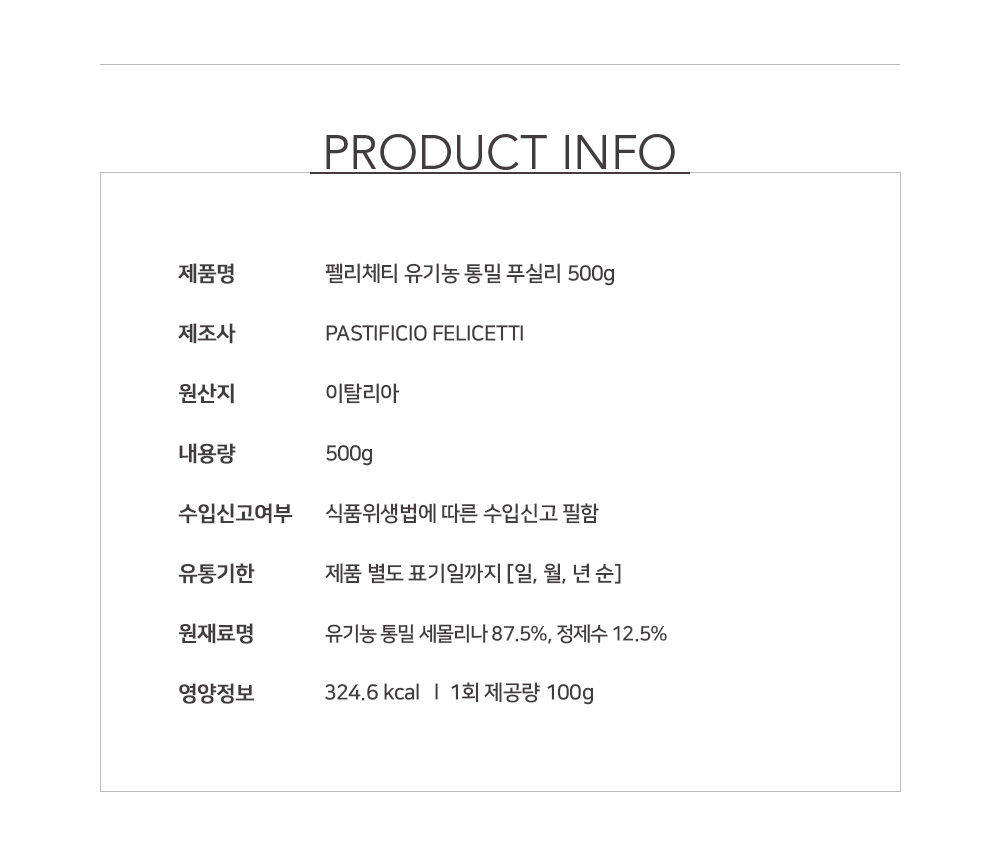 PRODUCT INFO
제품명 펠리체티 유기농 통밀 푸실리 500g
제조사 PASTIFICIO FELICETTI
원산지 이탈리아
내용량 500g
수입신고여부 식품위생법에 따른 수입신고 필함
유통기한 제품 별도 표기일까지 [일, 월, 년 순]
원재료명 유기농 통밀 세몰리나 87.5%, 정제수 12.5%
영양정보 324.6 kcal ㅣ 1회 제공량 100g